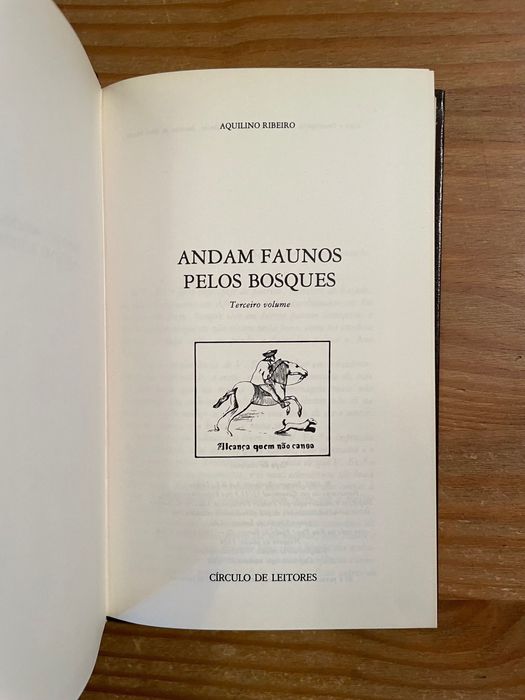 AQUILINO RIBEIRO
ANDAM FAUNOS
PELOS BOSQUES
Terceiro volume
Alcança quem não cansa
CÍRCULO DE LEITORES